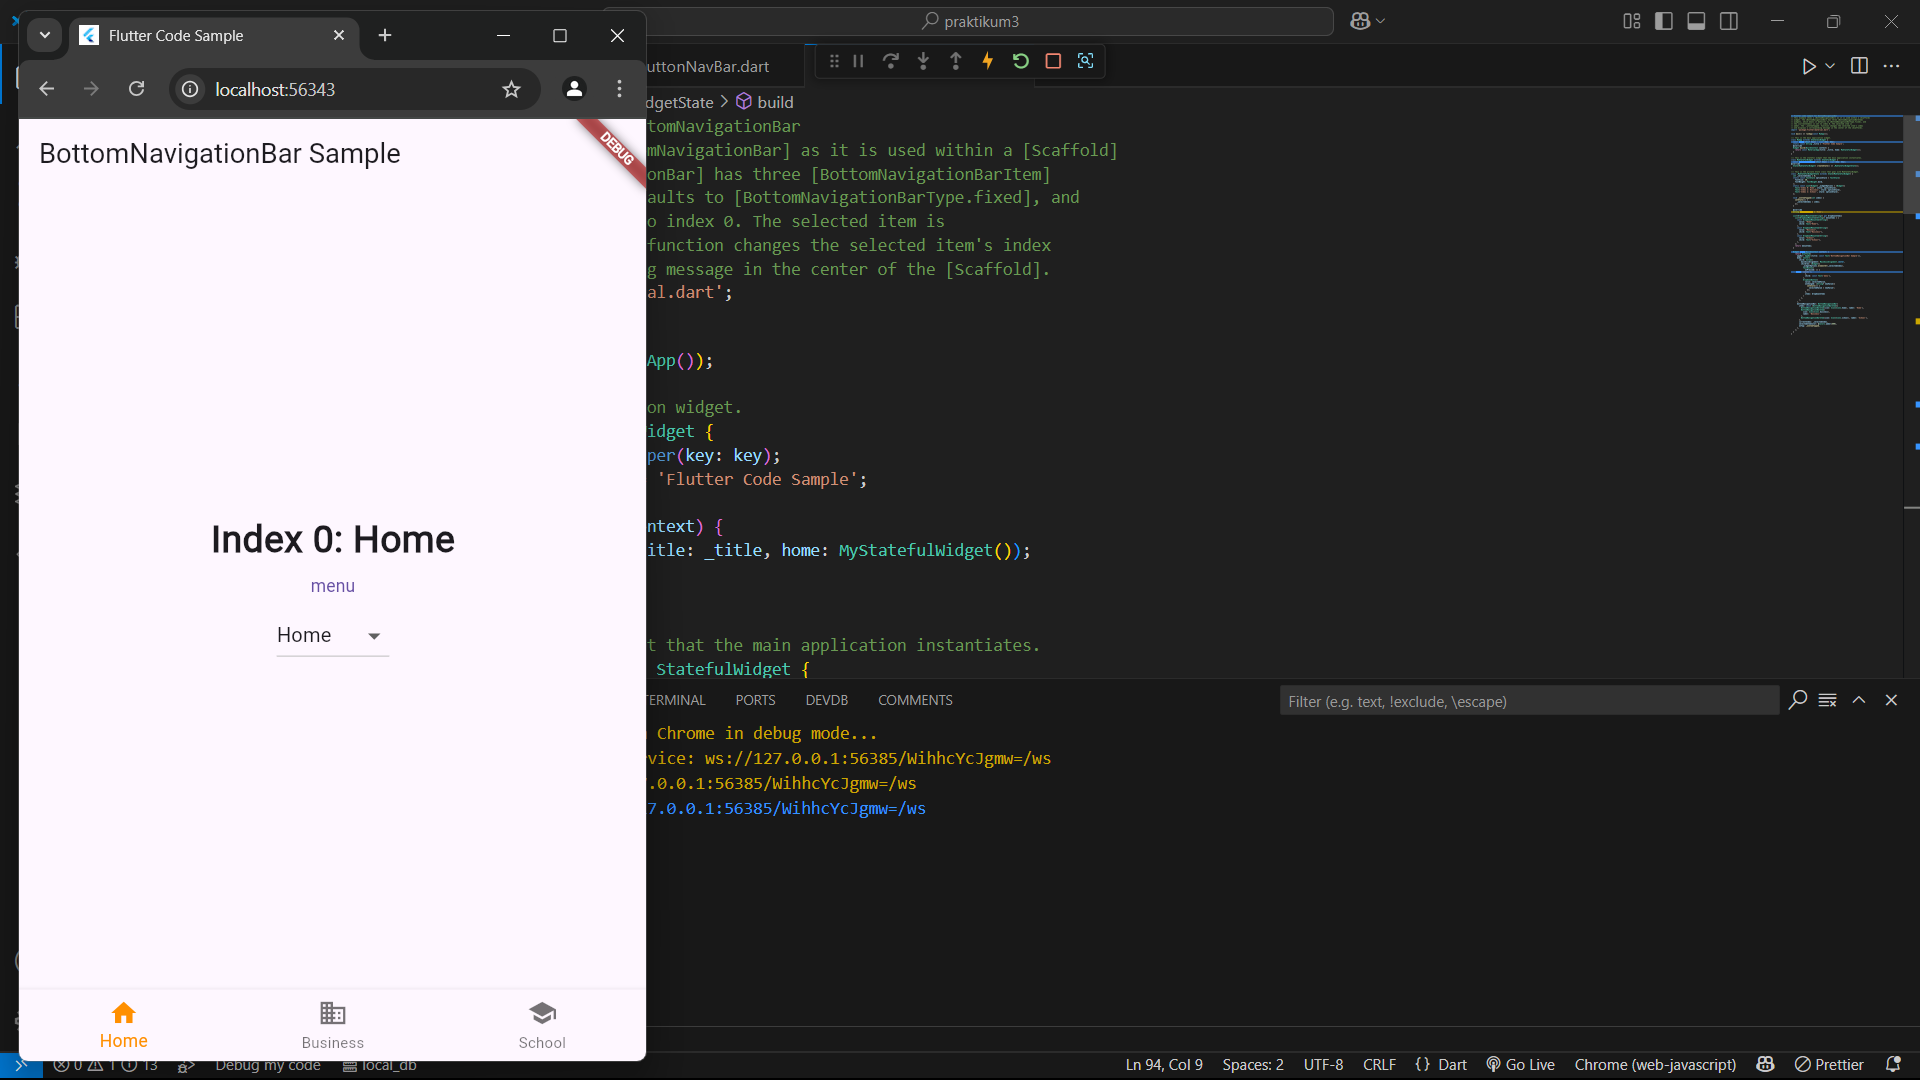 Flutter Code Sample
localhost:56343
BottomNavigationBar Sample
DEBUG
Index 0: Home
menu
Home
Home
Business
School
praktikum3
uttonNavBar.dart
dgetState > build
tomNavigationBar
mNavigationBar] as it is used within a [Scaffold]
onBar] has three [BottomNavigationBarItem]
aults to [BottomNavigationBarType.fixed], and
o index 0. The selected item is
function changes the selected item's index
g message in the center of the [Scaffold].
al.dart';
App());
on widget.
idget {
per(key: key);
'Flutter Code Sample';
ntext) {
itle: _title, home: MyStatefulWidget());
t that the main application instantiates.
StatefulWidget {
TERMINAL PORTS DEVDB COMMENTS
Filter (e.g. text, !exclude, \escape)
Chrome in debug mode...
vice: ws://127.0.0.1:56385/WihhcYcJgmw=/ws
.0.0.1:56385/WihhcYcJgmw=/ws
7.0.0.1:56385/WihhcYcJgmw=/ws
0 1 13 Debug my code local_db Ln 94, Col 9 Spaces: 2 UTF-8 CRLF {} Dart Go Live Chrome (web-javascript) Prettier